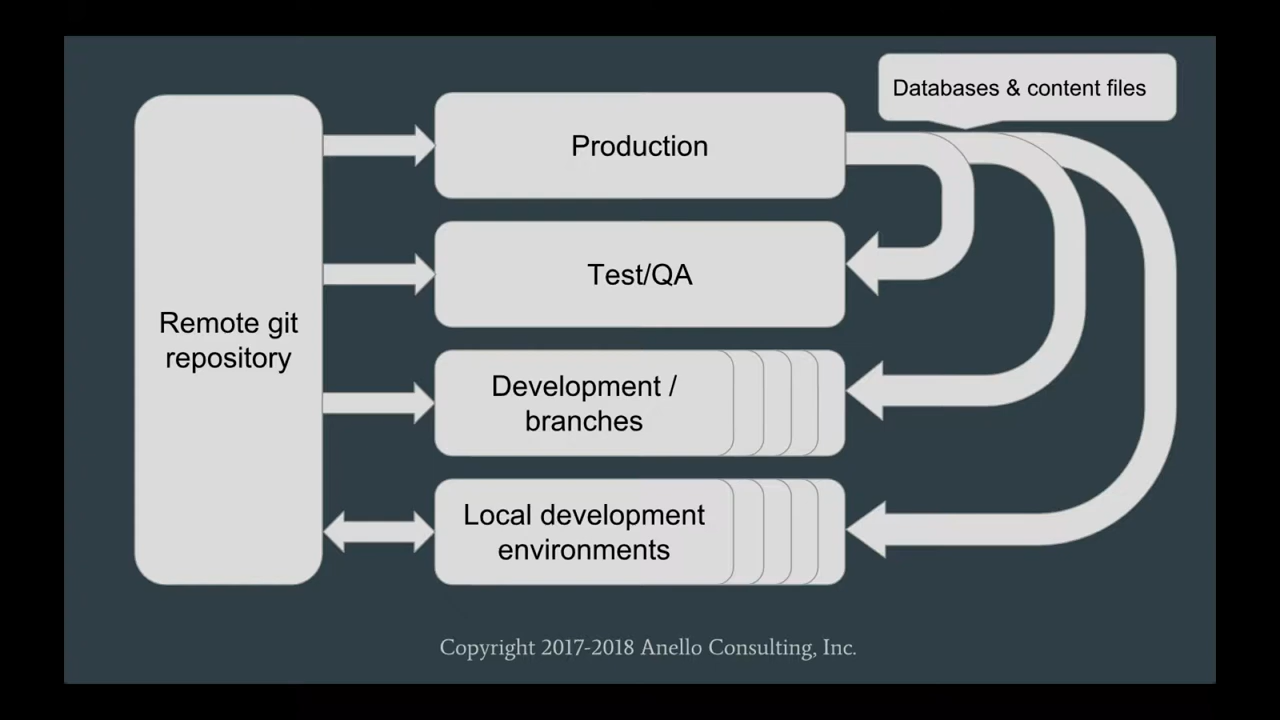 Databases & content files
Production
Test/QA
Remote git
repository
Development /
branches
Local development
environments
Copyright 2017-2018 Anello Consulting, Inc.